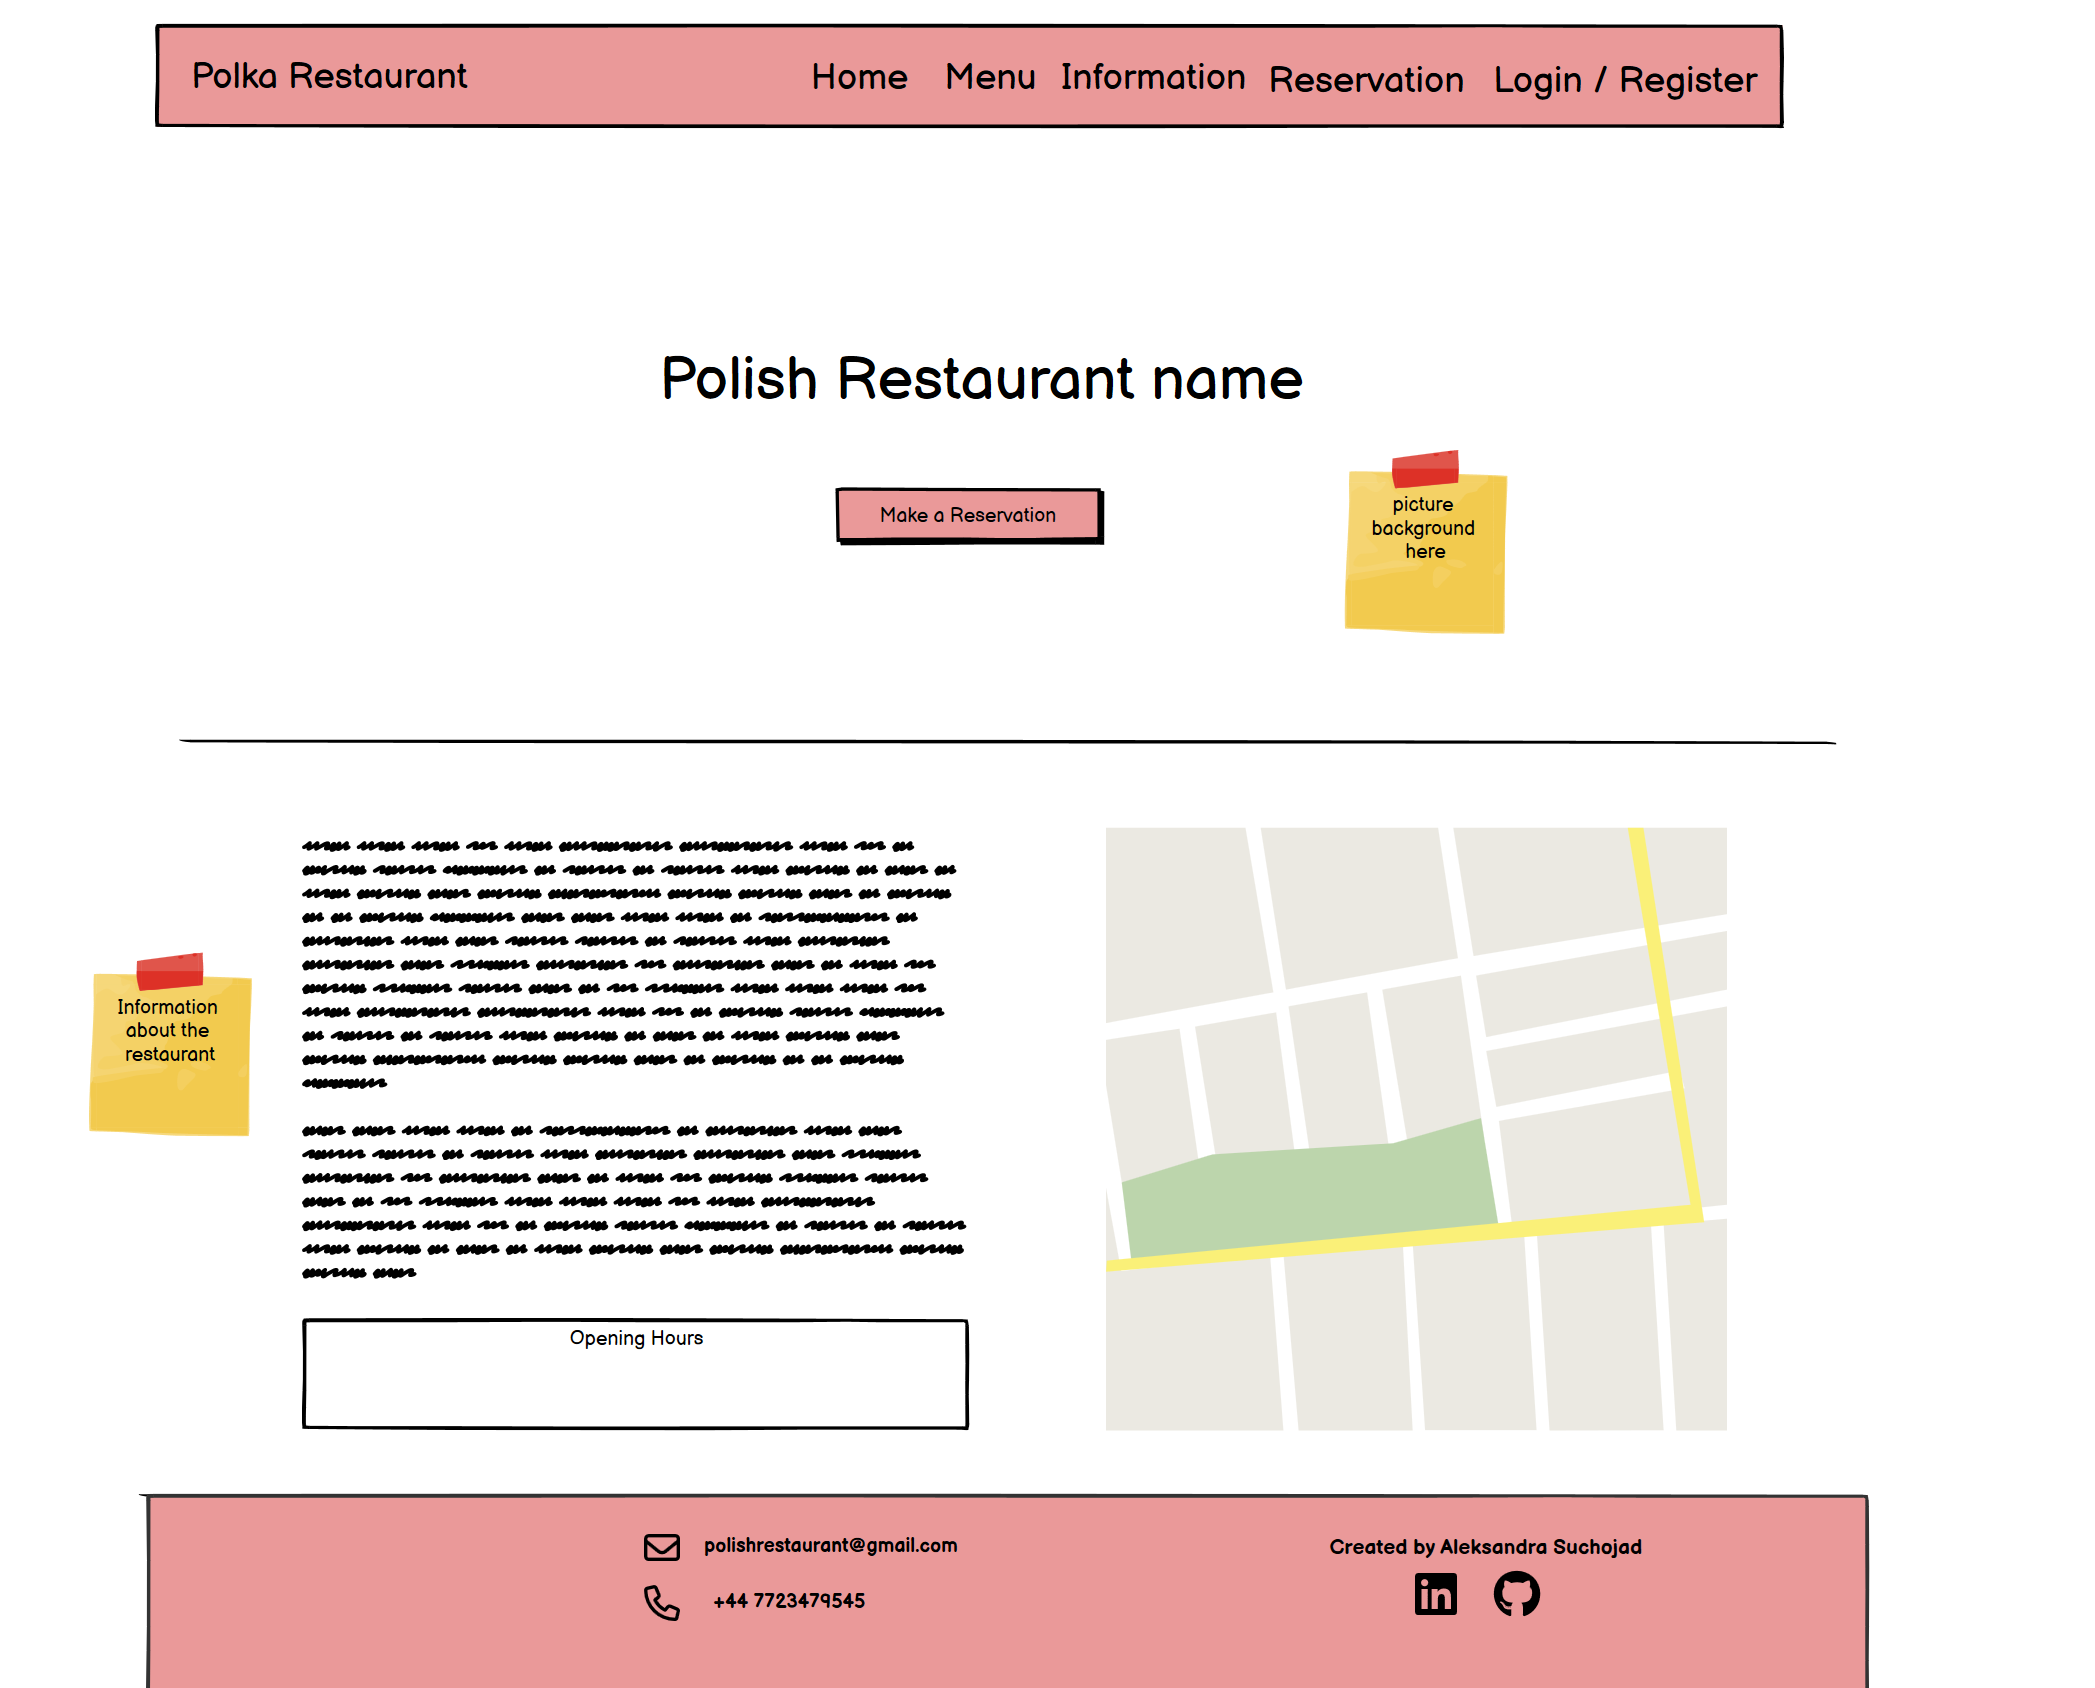 Polka Restaurant
Home Menu Information Reservation Login / Register
Polish Restaurant name
Make a Reservation
picture
background
here
Information
about the
restaurant
Opening Hours
polishrestaurant@gmail.com
+44 7723479545
Created by Aleksandra Suchojad
in